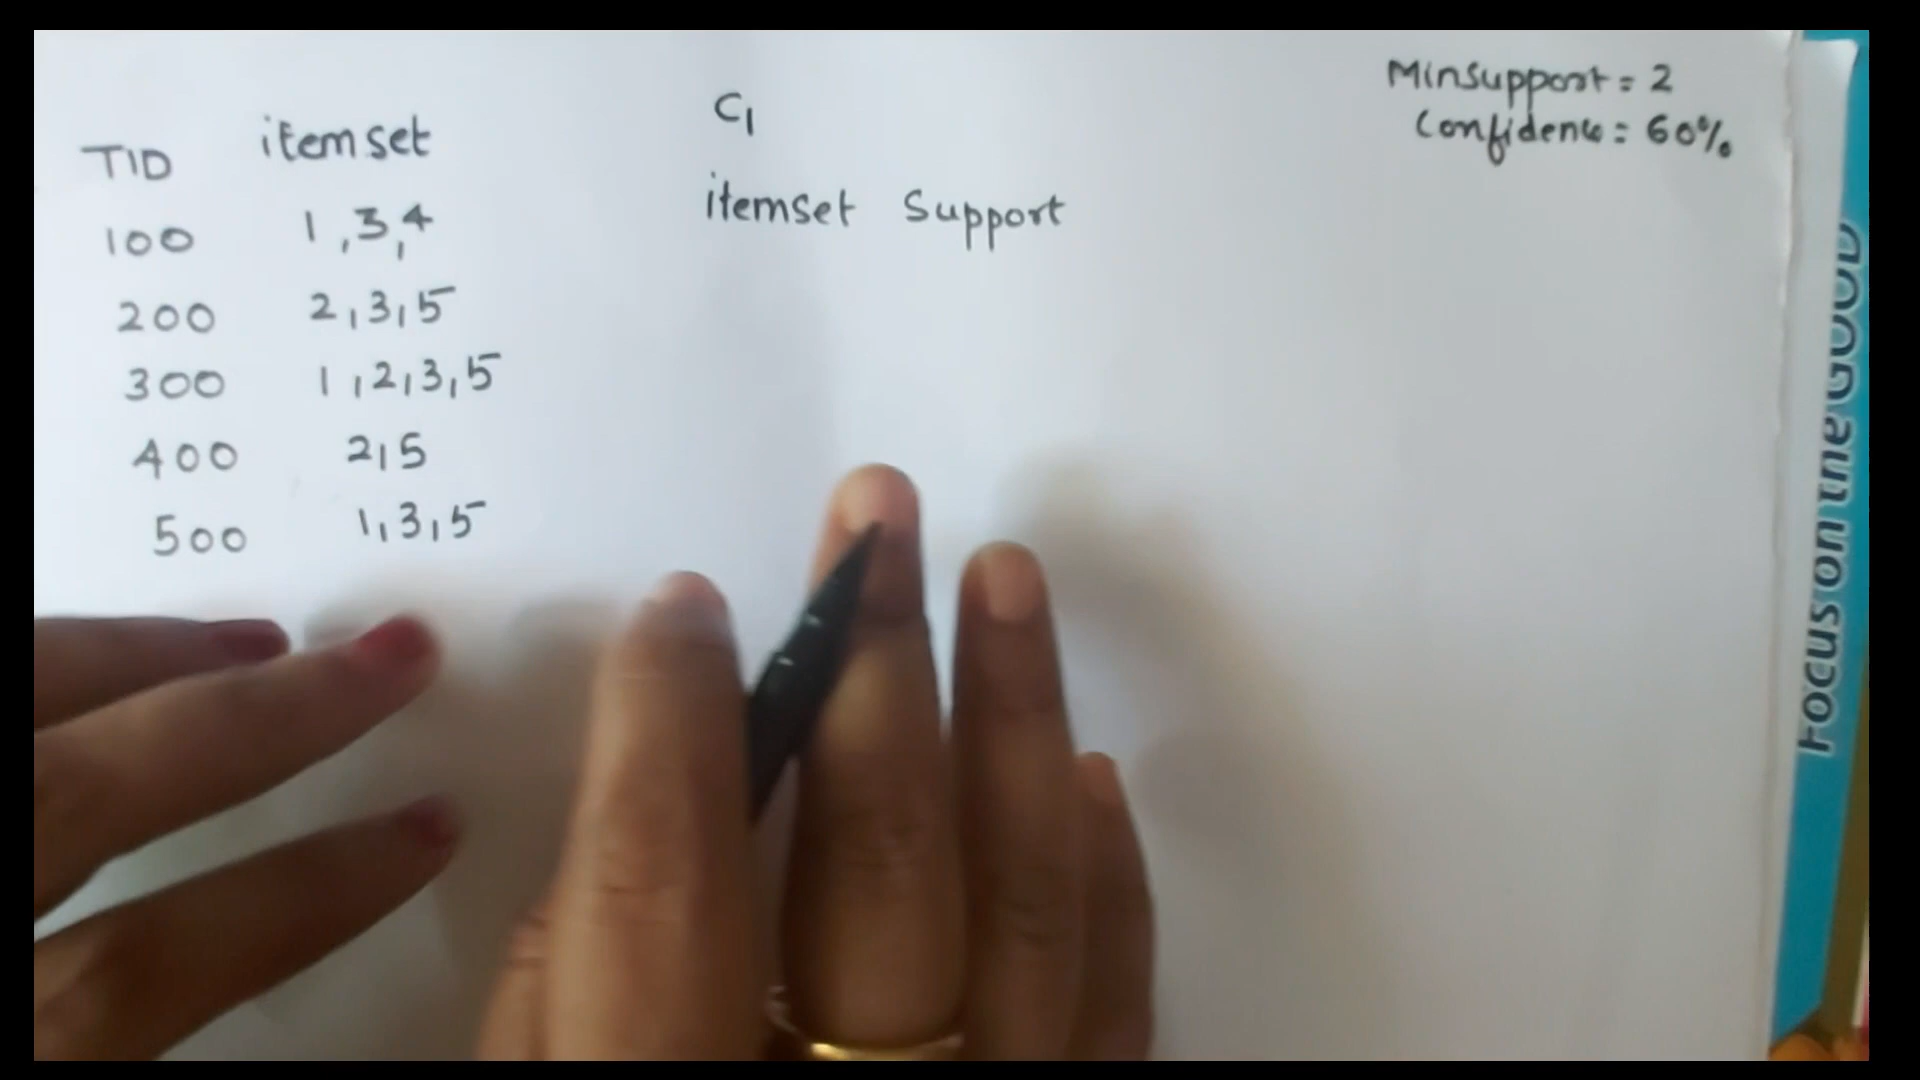 TID itemset
100 1,3,4
200 2,3,5
300 1,2,3,5
400 2,5
500 1,3,5
C1
itemset Support
Minsupport = 2
Confidence = 60%
Focus on the GOOD